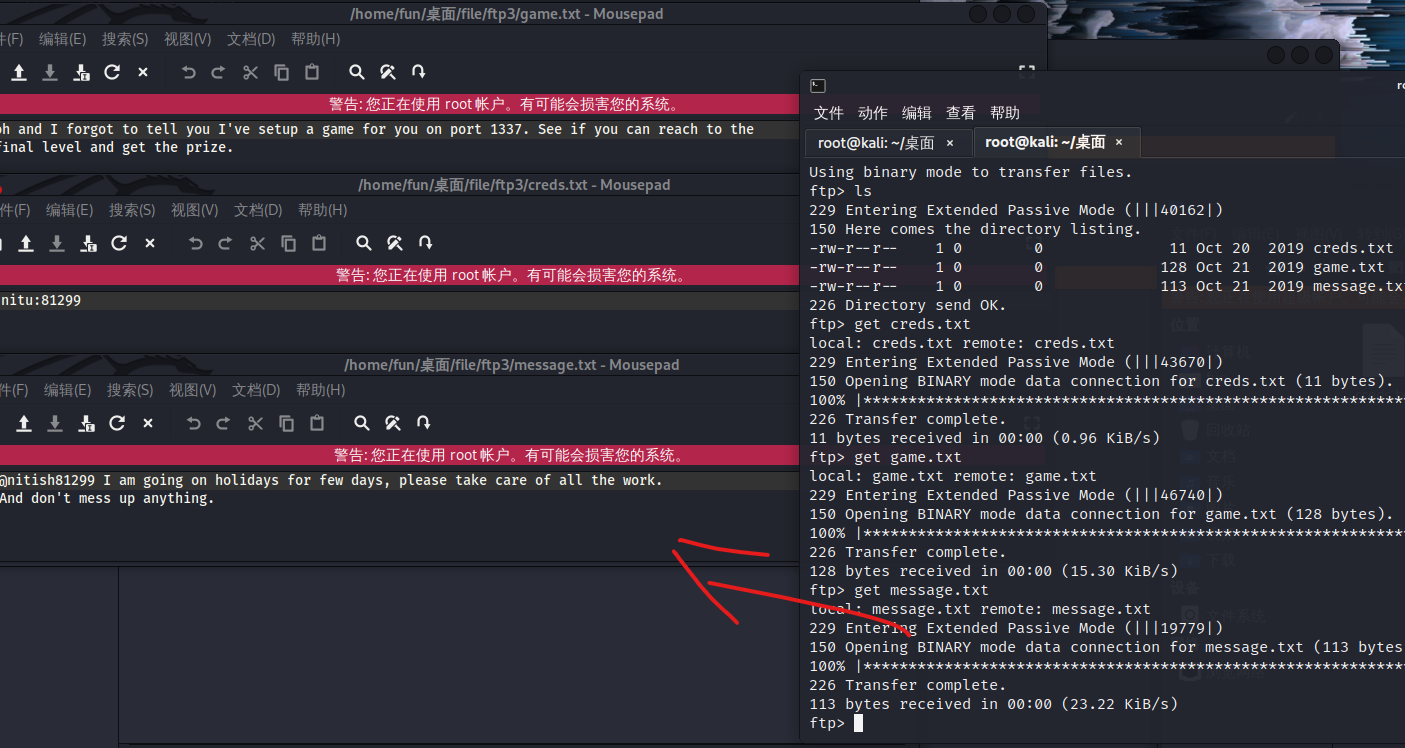 /home/fun/桌面/file/ftp3/game.txt - Mousepad
件(F) 编辑(E) 搜索(S) 视图(V) 文档(D) 帮助(H)
警告: 您正在使用 root 帐户。有可能会损害您的系统。
oh and I forgot to tell you I've setup a game for you on port 1337. See if you can reach to the
final level and get the prize.
/home/fun/桌面/file/ftp3/creds.txt - Mousepad
件(F) 编辑(E) 搜索(S) 视图(V) 文档(D) 帮助(H)
警告: 您正在使用 root 帐户。有可能会损害您的系统。
nitu:81299
/home/fun/桌面/file/ftp3/message.txt - Mousepad
件(F) 编辑(E) 搜索(S) 视图(V) 文档(D) 帮助(H)
警告: 您正在使用 root 帐户。有可能会损害您的系统。
@nitish81299 I am going on holidays for few days, please take care of all the work.
And don't mess up anything.
文件 动作 编辑 查看 帮助
root@kali: ~/桌面 × root@kali: ~/桌面 ×
Using binary mode to transfer files.
ftp> ls
229 Entering Extended Passive Mode (|||40162|)
150 Here comes the directory listing.
-rw-r--r-- 1 0 0 11 Oct 20 2019 creds.txt
-rw-r--r-- 1 0 0 128 Oct 21 2019 game.txt
-rw-r--r-- 1 0 0 113 Oct 21 2019 message.tx
226 Directory send OK.
ftp> get creds.txt
local: creds.txt remote: creds.txt
229 Entering Extended Passive Mode (|||43670|)
150 Opening BINARY mode data connection for creds.txt (11 bytes).
100% |************************************************************
226 Transfer complete.
11 bytes received in 00:00 (0.96 KiB/s)
ftp> get game.txt
local: game.txt remote: game.txt
229 Entering Extended Passive Mode (|||46740|)
150 Opening BINARY mode data connection for game.txt (128 bytes).
100% |************************************************************
226 Transfer complete.
128 bytes received in 00:00 (15.30 KiB/s)
ftp> get message.txt
local: message.txt remote: message.txt
229 Entering Extended Passive Mode (|||19779|)
150 Opening BINARY mode data connection for message.txt (113 bytes
100% |************************************************************
226 Transfer complete.
113 bytes received in 00:00 (23.22 KiB/s)
ftp>